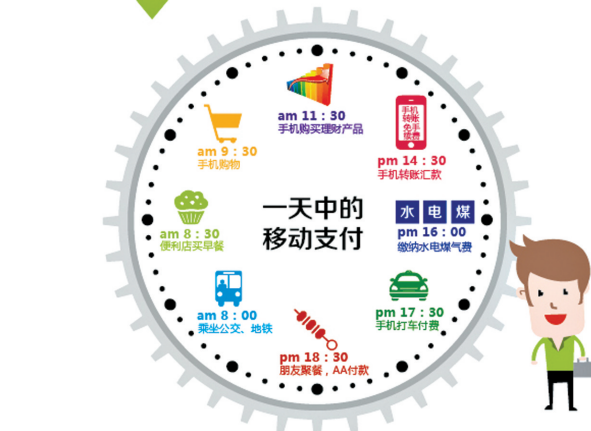 am 11：30
手机购买理财产品
手机
转账
免手
续费
pm 14：30
手机转账汇款
水 电 煤
pm 16：00
缴纳水电煤气费
pm 17：30
手机打车付费
pm 18：30
朋友聚餐，AA付款
am 8：00
乘坐公交、地铁
am 8：30
便利店买早餐
am 9：30
手机购物
一天中的
移动支付